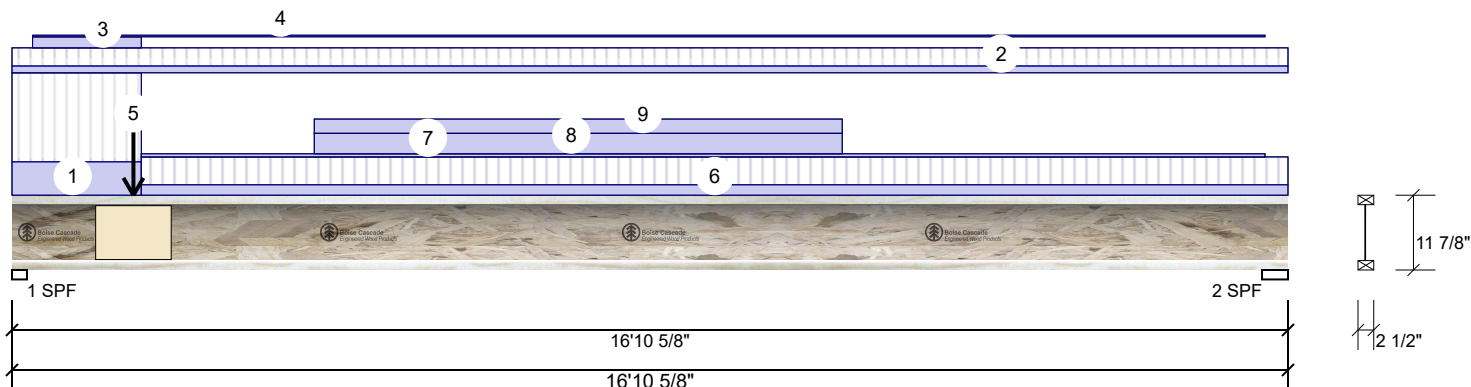 4
3
2
5
9
7
8
1
6
Boise Cascade
Engineered Wood Products
Boise Cascade
Engineered Wood Products
Boise Cascade
Engineered Wood Products
Boise Cascade
Engineered Wood Products
11 7/8"
1 SPF
2 SPF
16'10 5/8"
2 1/2"
16'10 5/8"